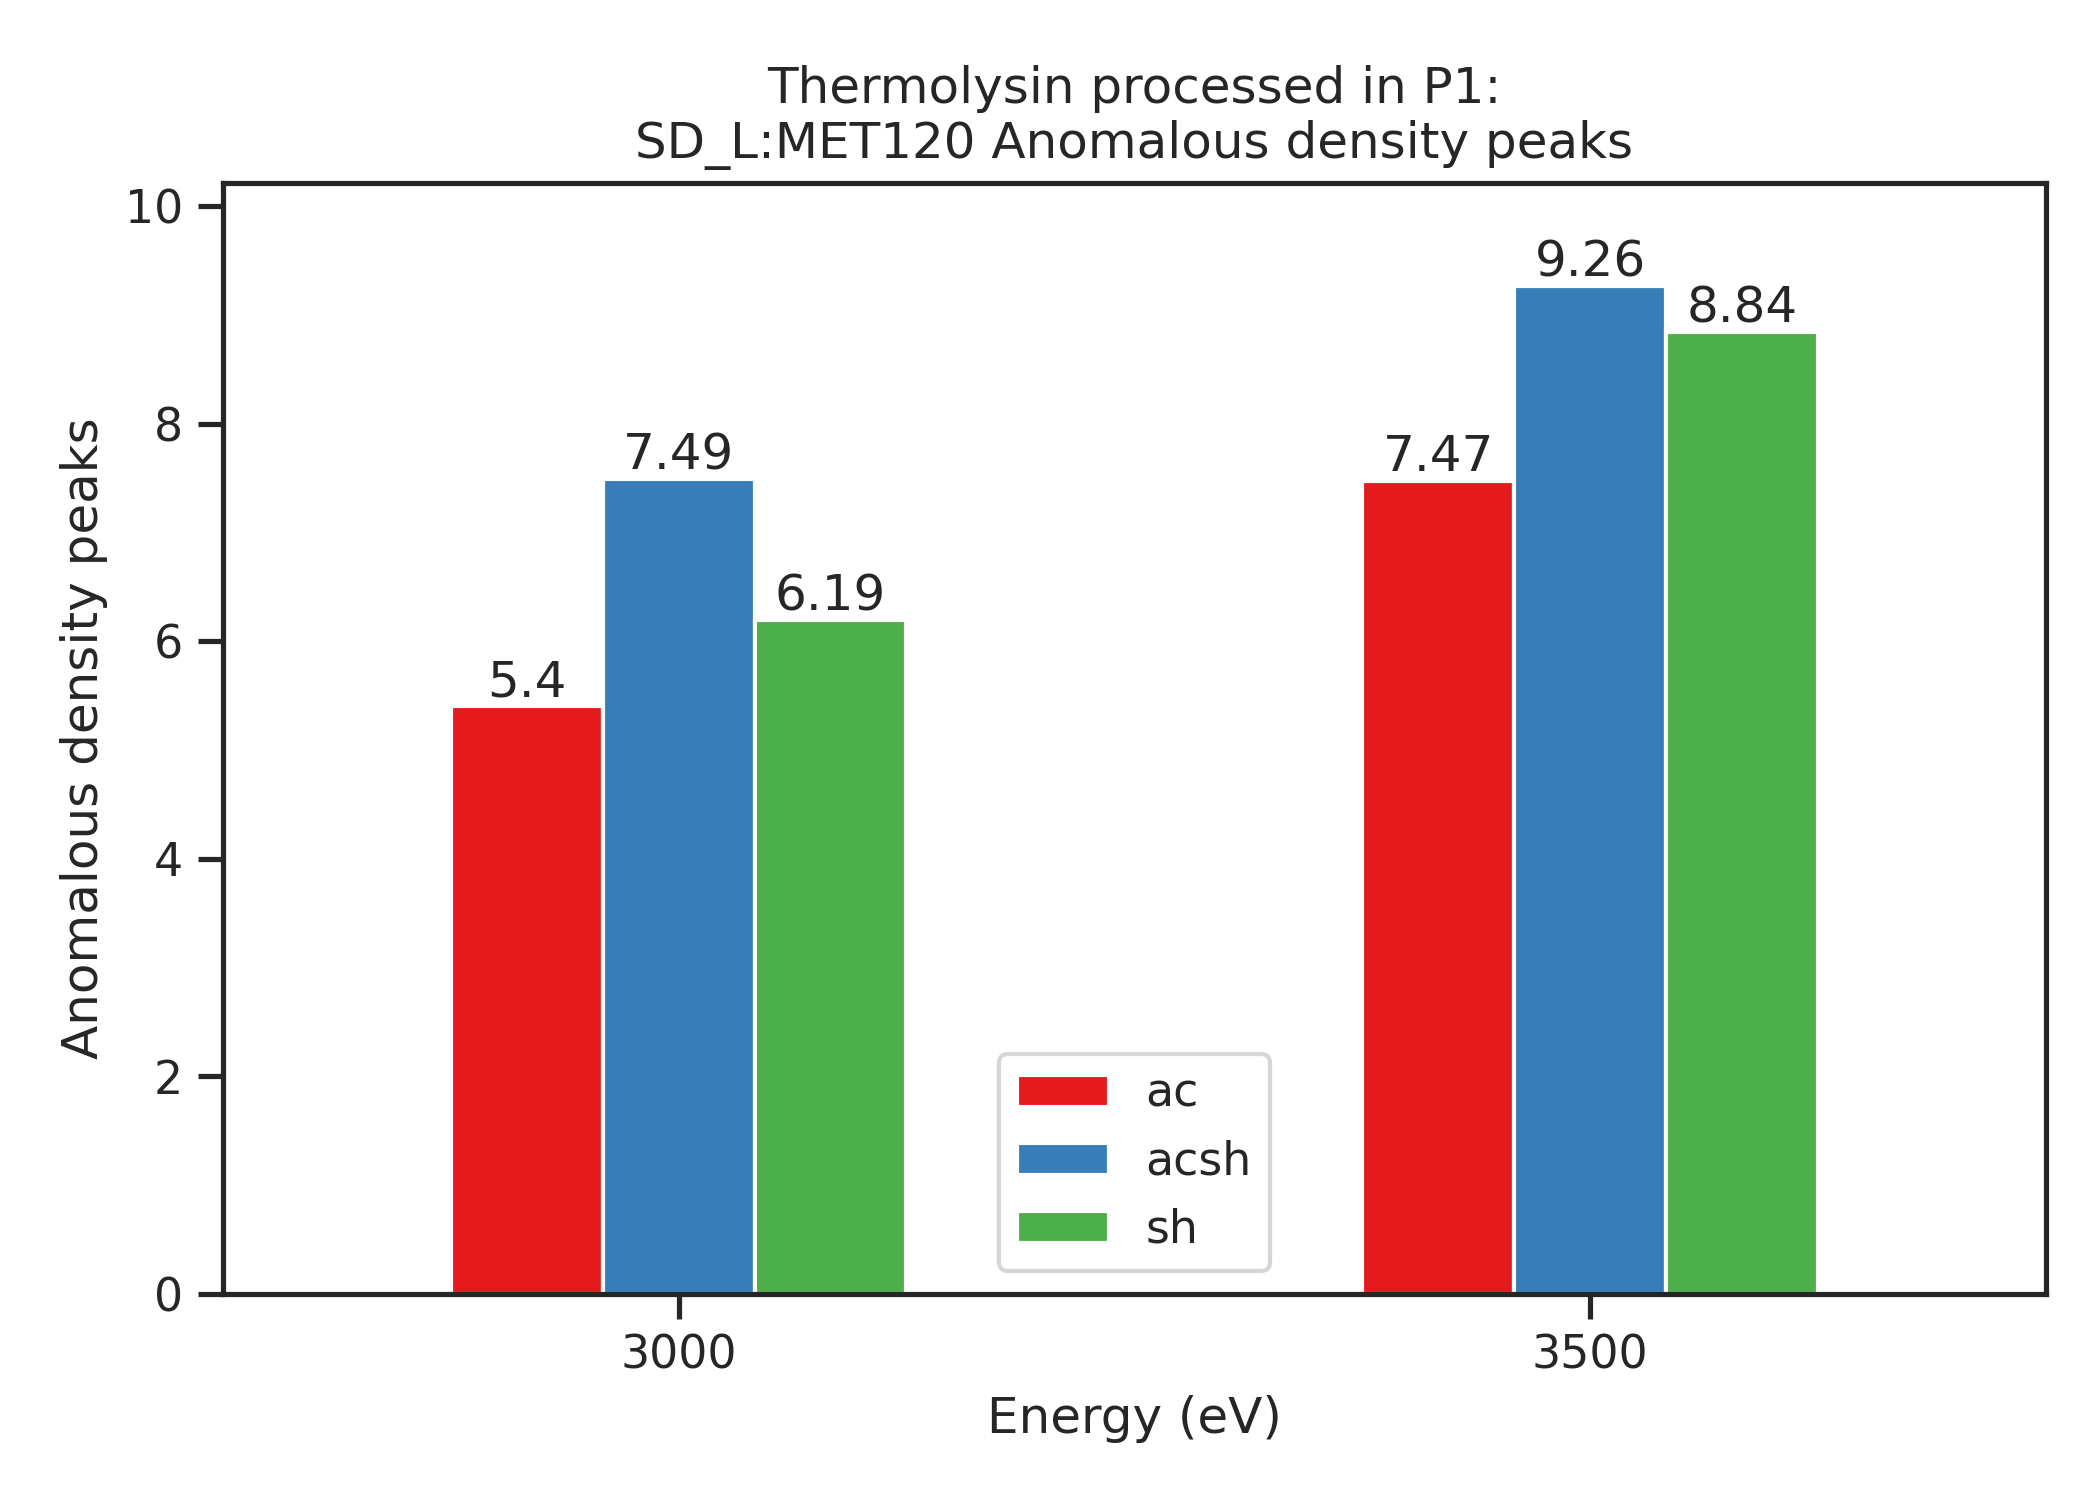 Thermolysin processed in P1:
SD_L:MET120 Anomalous density peaks
Anomalous density peaks
10
8
6
4
2
0
5.4
7.49
6.19
7.47
9.26
8.84
ac
acsh
sh
3000
3500
Energy (eV)